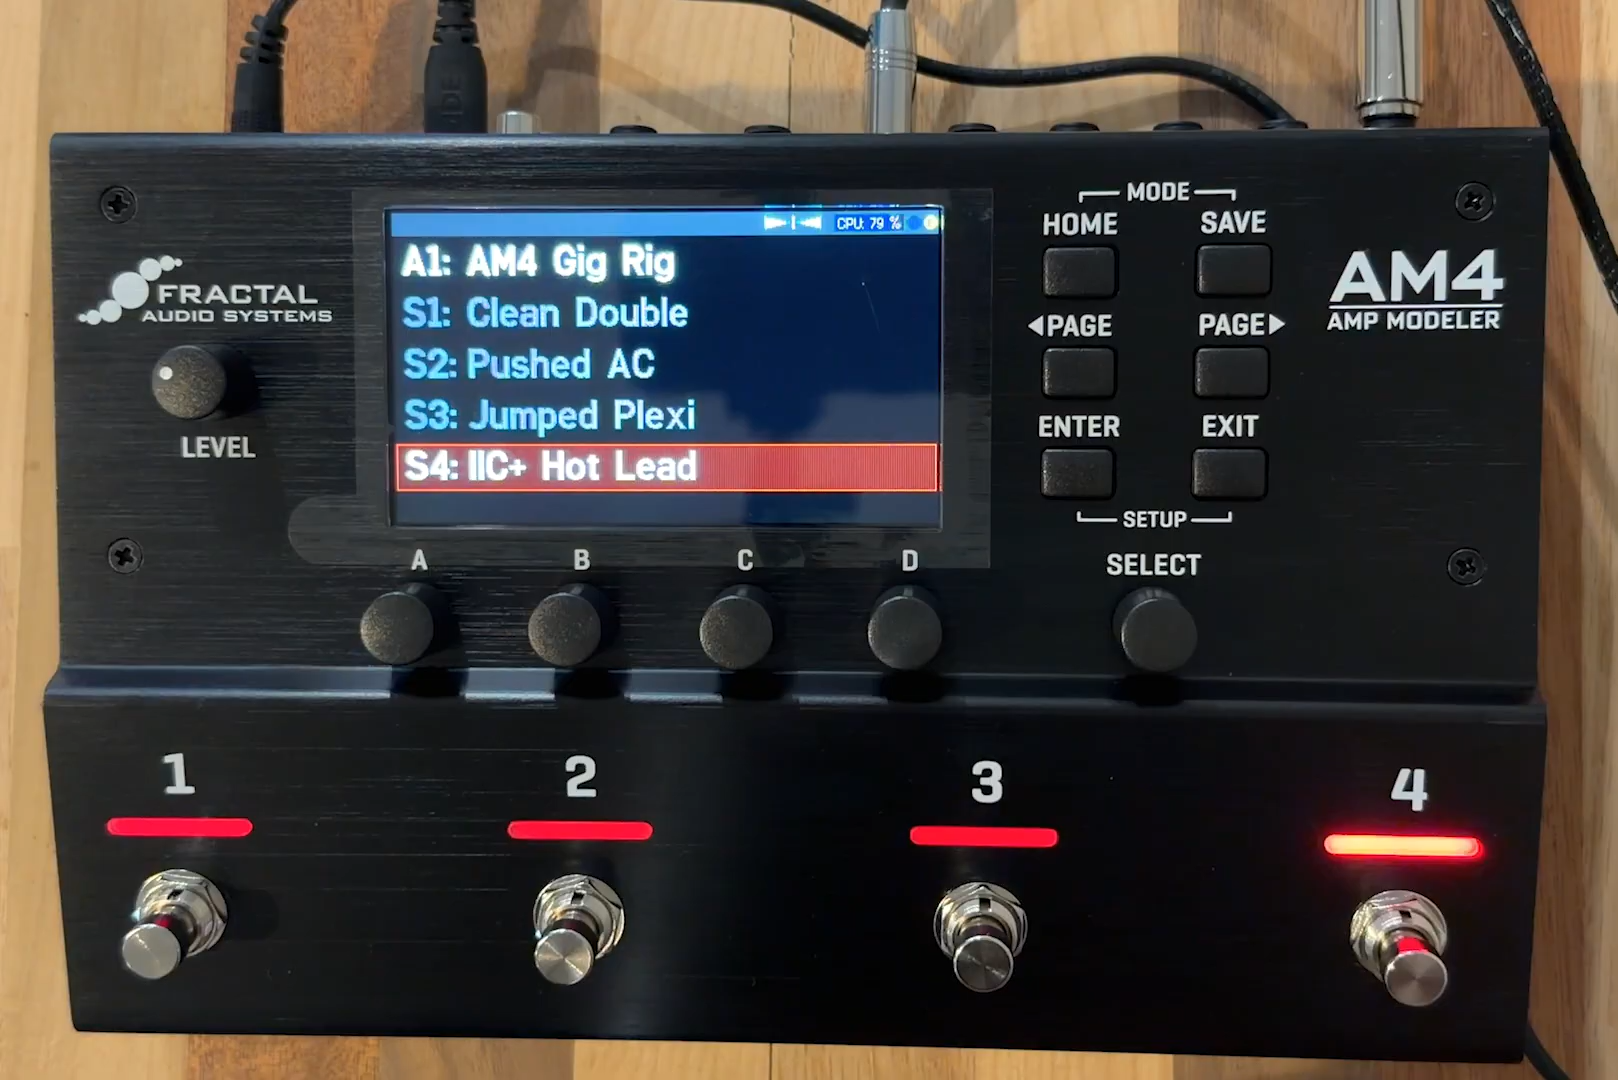 CPU: 79 %
A1: AM4 Gig Rig
S1: Clean Double
S2: Pushed AC
S3: Jumped Plexi
S4: IIC+ Hot Lead
FRACTAL
AUDIO SYSTEMS
LEVEL
MODE
HOME SAVE
PAGE PAGE
ENTER EXIT
SETUP
SELECT
AM4
AMP MODELER
A B C D
1 2 3 4